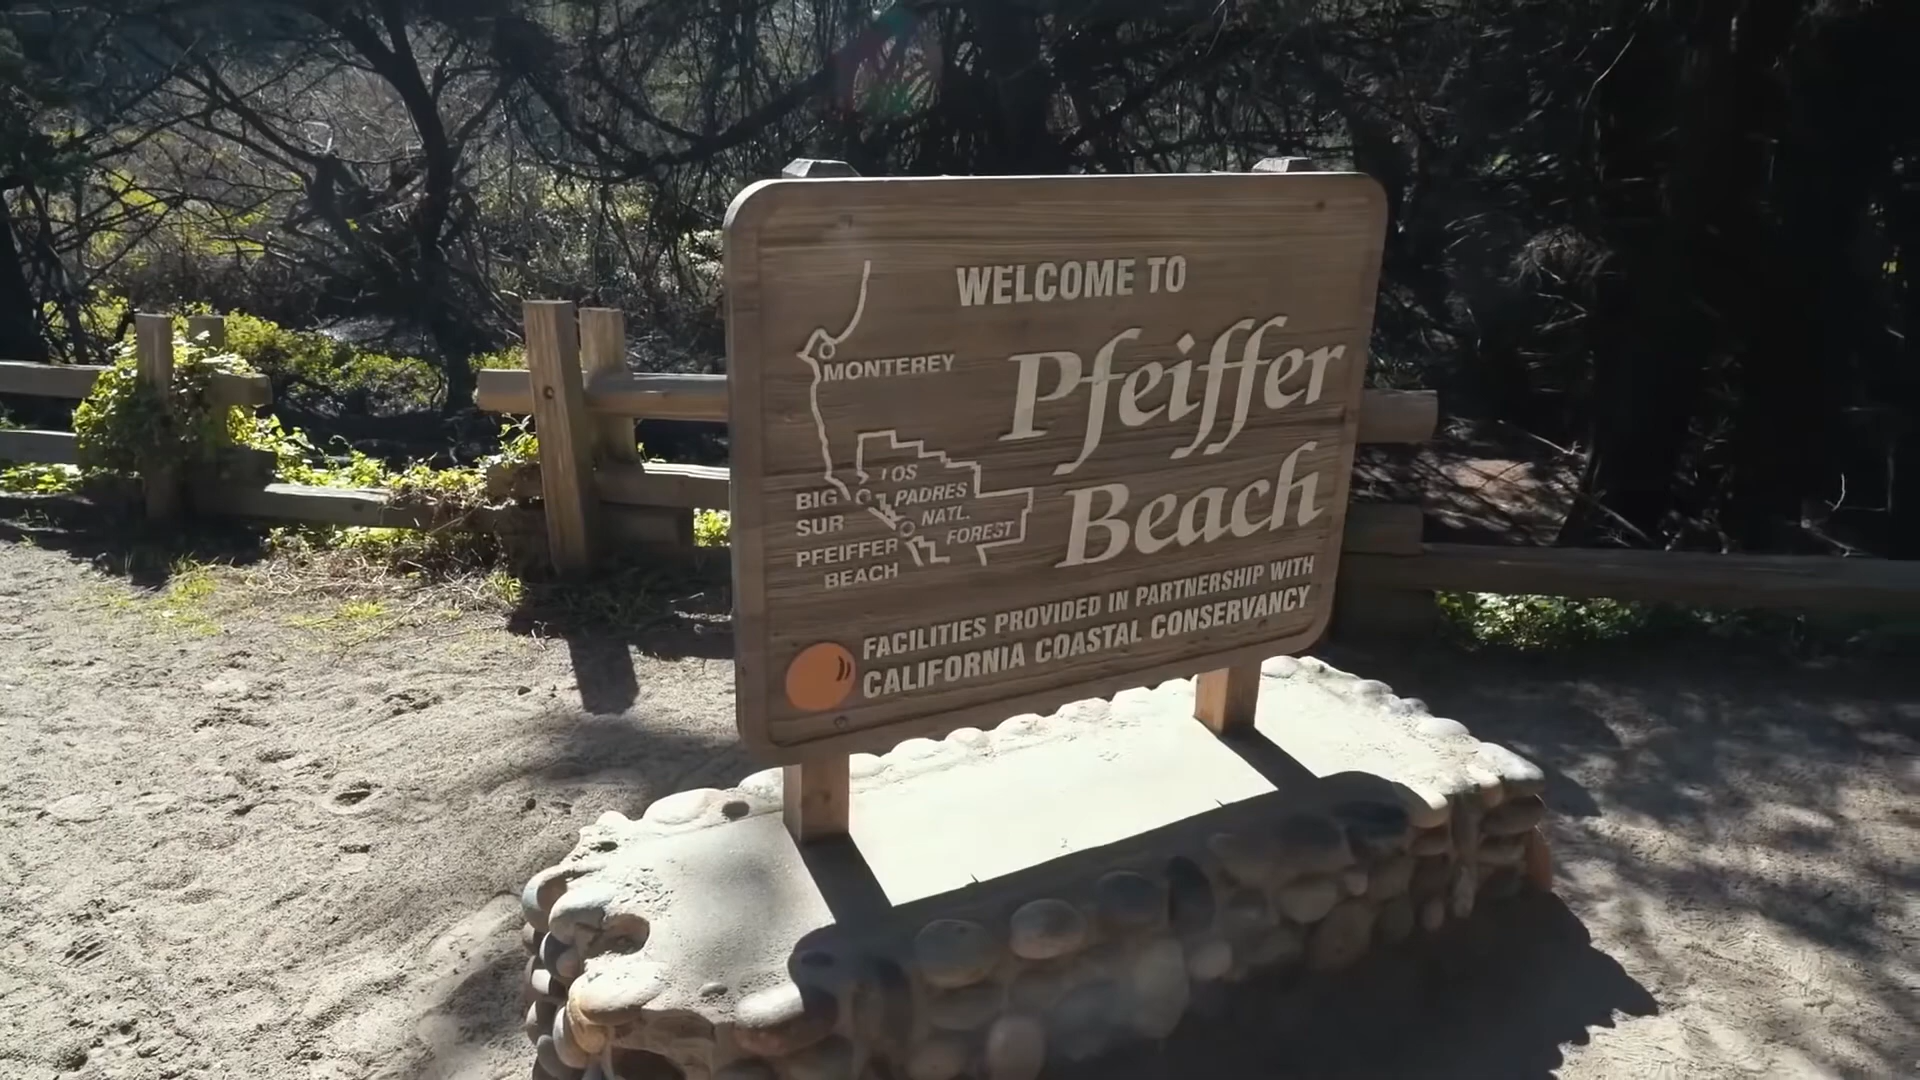 WELCOME TO
Pfeiffer
Beach
MONTEREY
LOS
PADRES
NATL.
FOREST
BIG
SUR
PFEIFFER
BEACH
FACILITIES PROVIDED IN PARTNERSHIP WITH
CALIFORNIA COASTAL CONSERVANCY